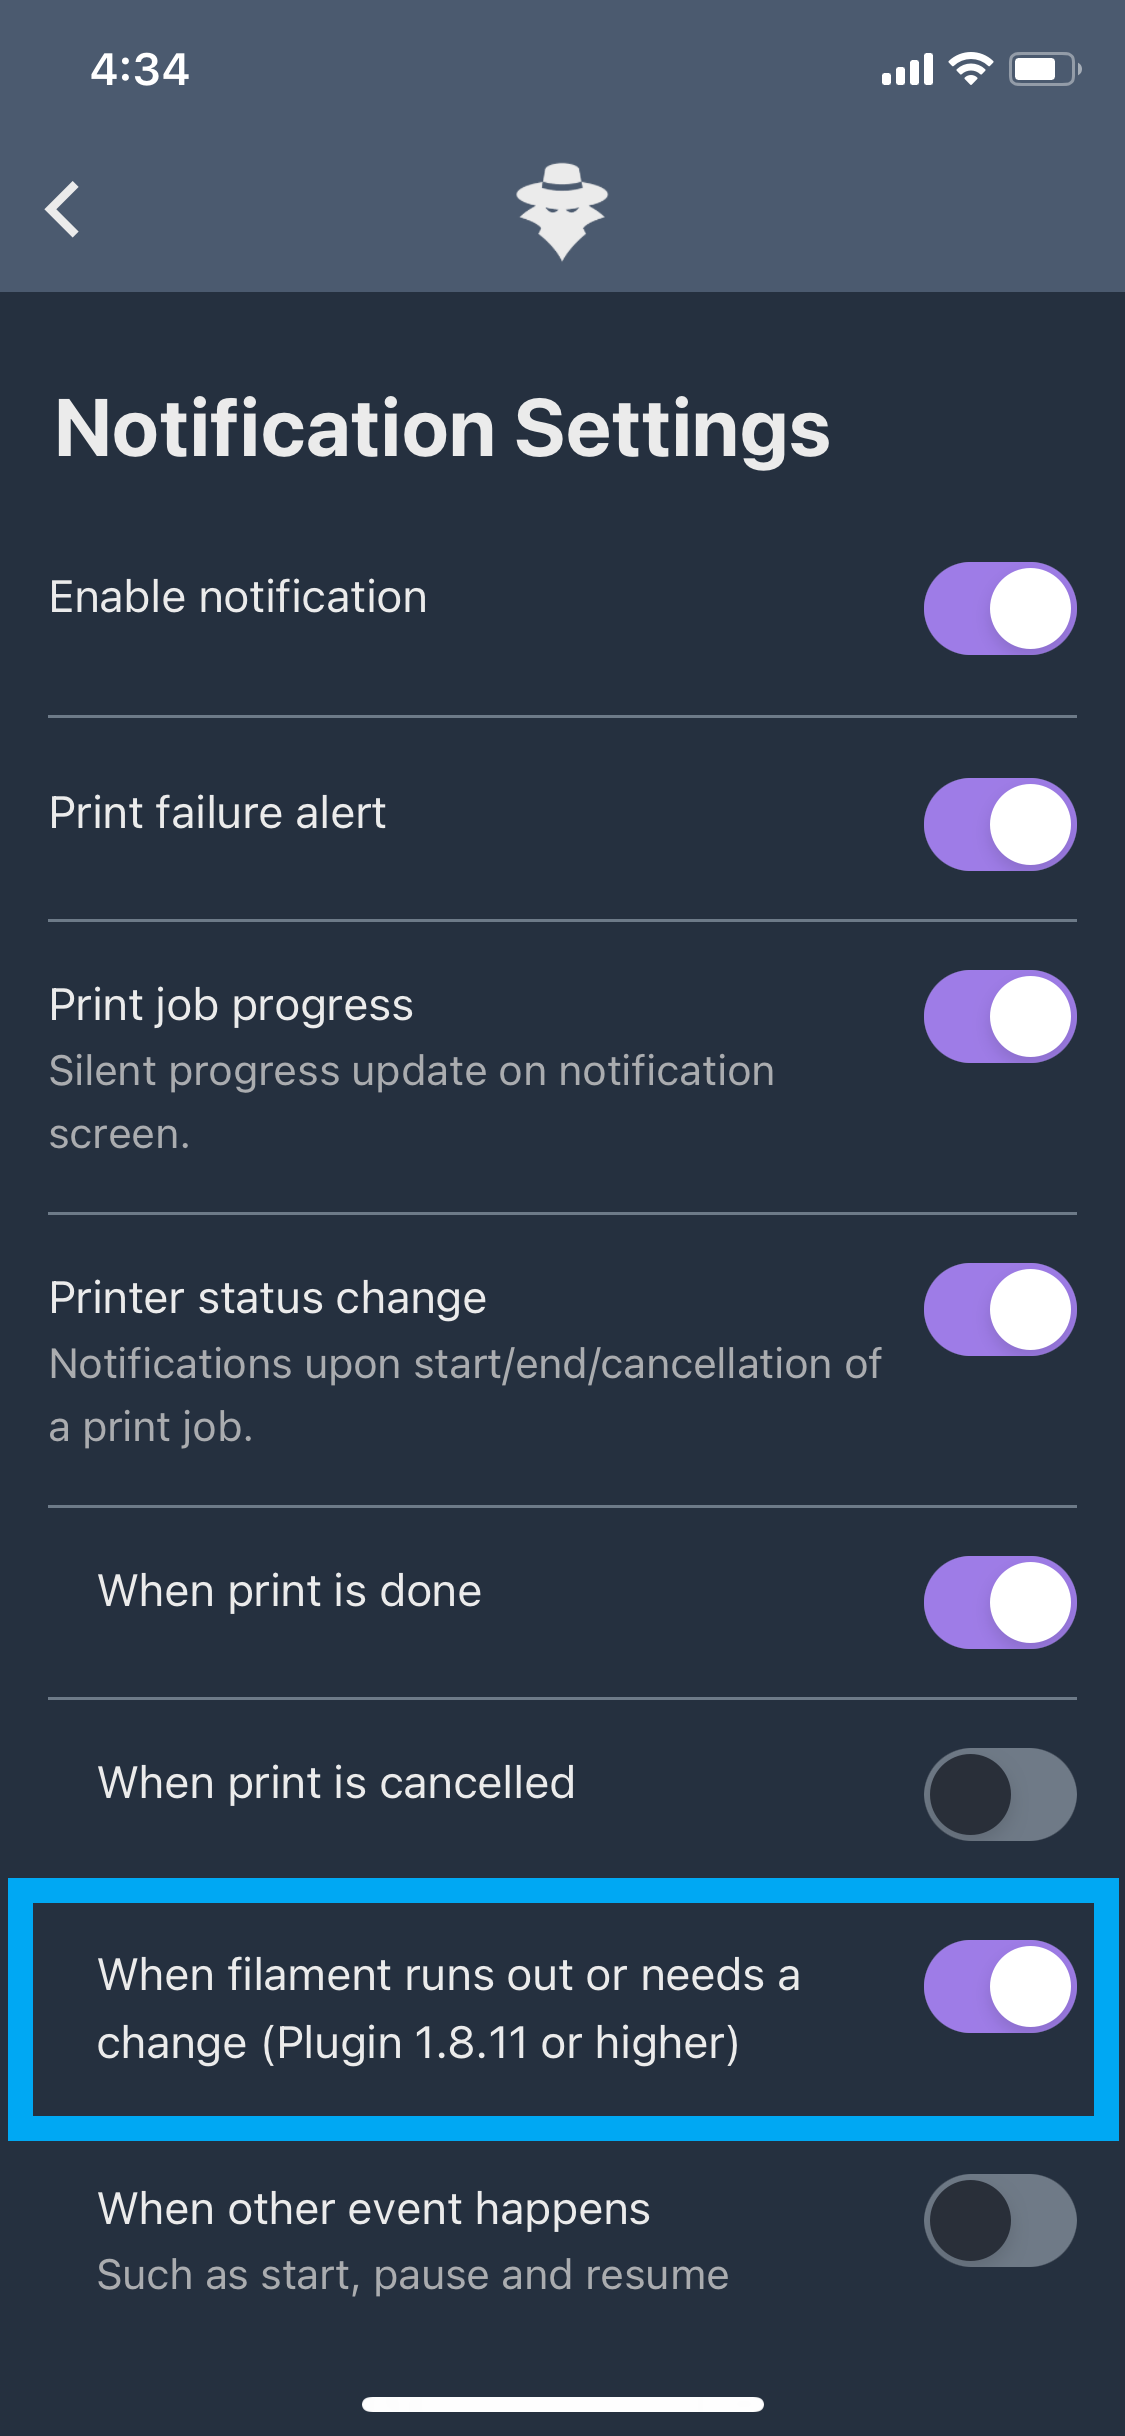 4:34
Notification Settings
Enable notification
Print failure alert
Print job progress
Silent progress update on notification
screen.
Printer status change
Notifications upon start/end/cancellation of
a print job.
When print is done
When print is cancelled
When filament runs out or needs a
change (Plugin 1.8.11 or higher)
When other event happens
Such as start, pause and resume